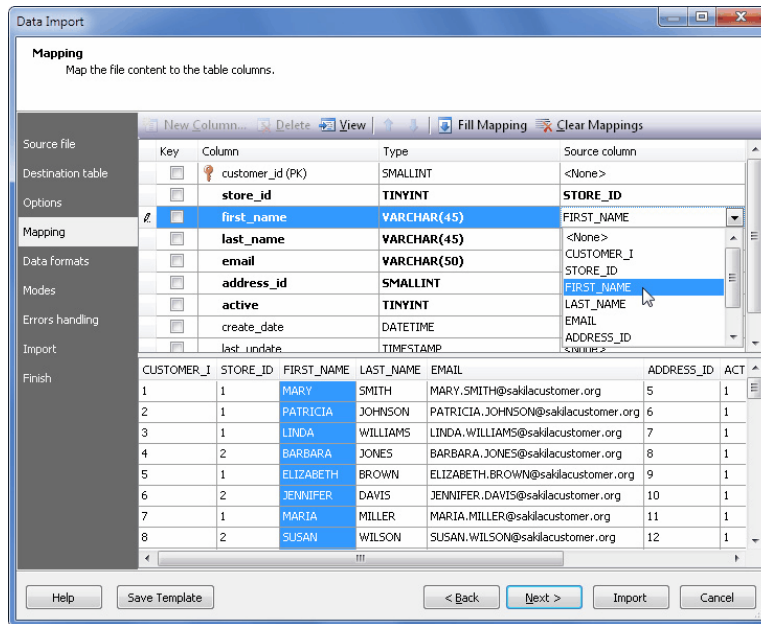 Data Import
Mapping
Map the file content to the table columns.
New Column... Delete View Fill Mapping Clear Mappings
Source file
Destination table
Options
Mapping
Data formats
Modes
Errors handling
Import
Finish
Key Column Type Source column
customer_id (PK) SMALLINT <None>
store_id TINYINT STORE_ID
first_name VARCHAR(45) FIRST_NAME
last_name VARCHAR(45)
email VARCHAR(50)
address_id SMALLINT
active TINYINT
create_date DATETIME
last_update TIMESTAMP <None>
<None>
CUSTOMER_I
STORE_ID
FIRST_NAME
LAST_NAME
EMAIL
ADDRESS_ID
CUSTOMER_I STORE_ID FIRST_NAME LAST_NAME EMAIL ADDRESS_ID ACT
1 1 MARY SMITH MARY.SMITH@sakilacustomer.org 5 1
2 1 PATRICIA JOHNSON PATRICIA.JOHNSON@sakilacustomer.org 6 1
3 1 LINDA WILLIAMS LINDA.WILLIAMS@sakilacustomer.org 7 1
4 2 BARBARA JONES BARBARA.JONES@sakilacustomer.org 8 1
5 1 ELIZABETH BROWN ELIZABETH.BROWN@sakilacustomer.org 9 1
6 2 JENNIFER DAVIS JENNIFER.DAVIS@sakilacustomer.org 10 1
7 1 MARIA MILLER MARIA.MILLER@sakilacustomer.org 11 1
8 2 SUSAN WILSON SUSAN.WILSON@sakilacustomer.org 12 1
Help Save Template < Back Next > Import Cancel